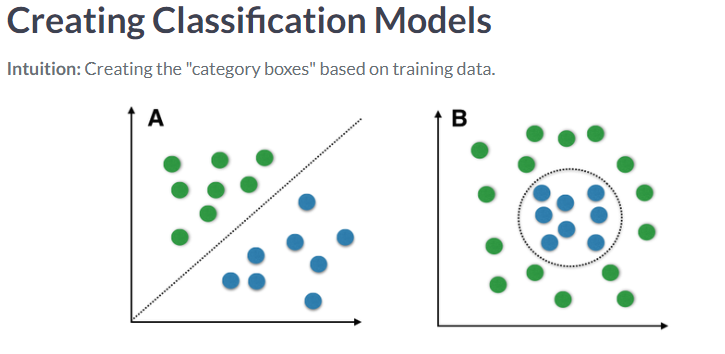 Creating Classification Models
Intuition: Creating the "category boxes" based on training data.
A
B